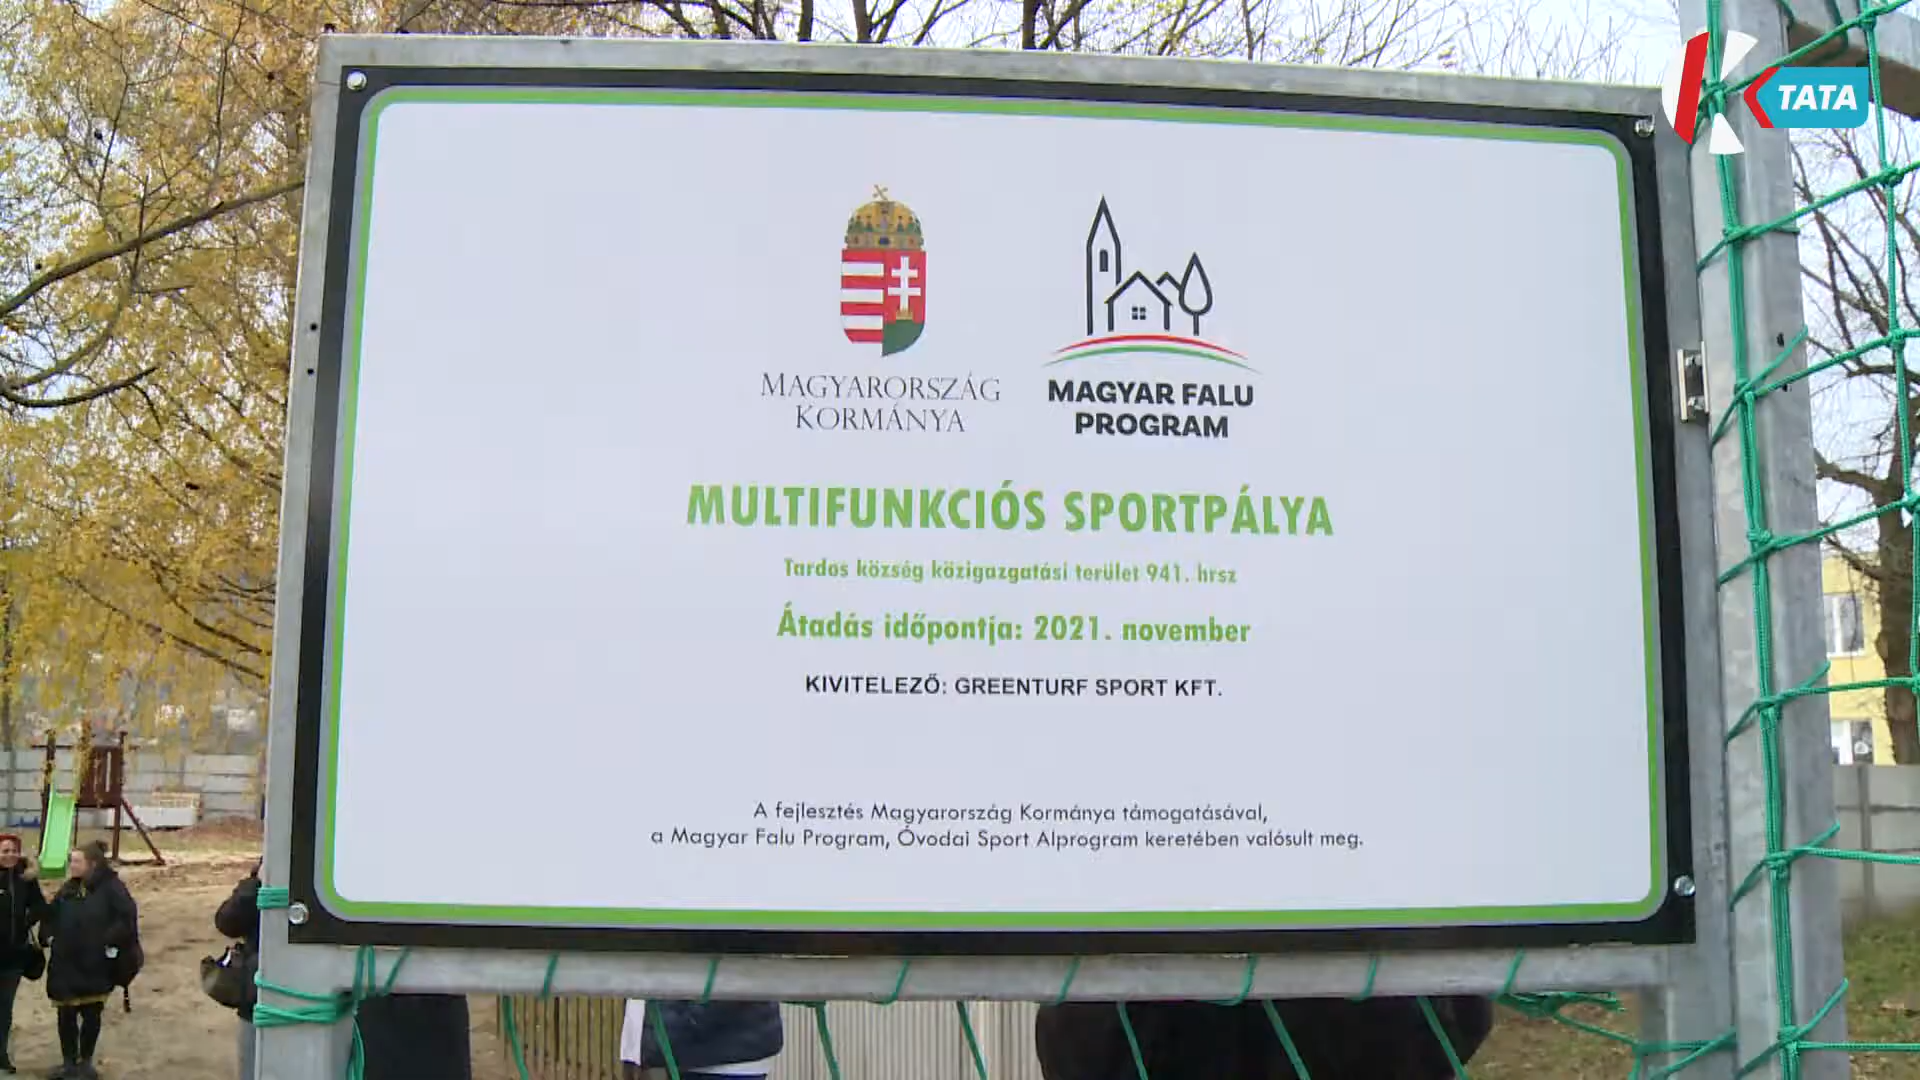 TATA
MAGYARORSZÁG
KORMÁNYA
MAGYAR FALU
PROGRAM
MULTIFUNKCIÓS SPORTPÁLYA
Tardos község közigazgatási terület 941. hrsz
Átadás időpontja: 2021. november
KIVITELEZŐ: GREENTURF SPORT KFT.
A fejlesztés Magyarország Kormánya támogatásával,
a Magyar Falu Program, Óvodai Sport Alprogram keretében valósult meg.